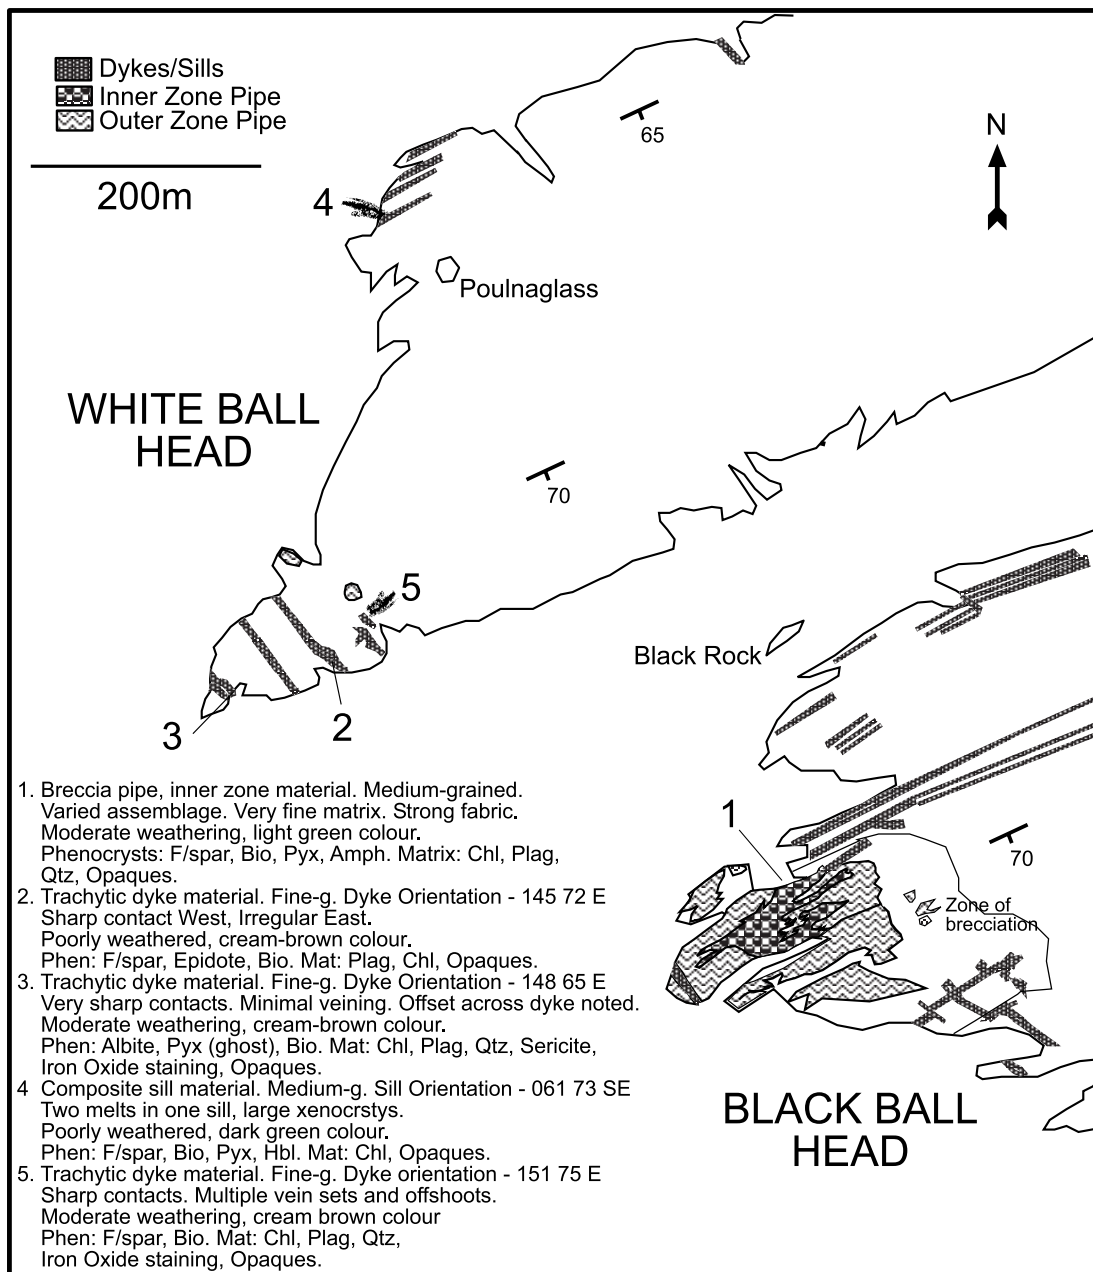 Dykes/Sills
Inner Zone Pipe
Outer Zone Pipe
200m
N
65
4
Poulnaglass
WHITE BALL
HEAD
70
5
Black Rock
3
2
1
70
Zone of
brecciation
BLACK BALL
HEAD
1. Breccia pipe, inner zone material. Medium-grained.
Varied assemblage. Very fine matrix. Strong fabric.
Moderate weathering, light green colour.
Phenocrysts: F/spar, Bio, Pyx, Amph. Matrix: Chl, Plag,
Qtz, Opaques.
2. Trachytic dyke material. Fine-g. Dyke Orientation - 145 72 E
Sharp contact West, Irregular East.
Poorly weathered, cream-brown colour.
Phen: F/spar, Epidote, Bio. Mat: Plag, Chl, Opaques.
3. Trachytic dyke material. Fine-g. Dyke Orientation - 148 65 E
Very sharp contacts. Minimal veining. Offset across dyke noted.
Moderate weathering, cream-brown colour.
Phen: Albite, Pyx (ghost), Bio. Mat: Chl, Plag, Qtz, Sericite,
Iron Oxide staining, Opaques.
4 Composite sill material. Medium-g. Sill Orientation - 061 73 SE
Two melts in one sill, large xenocrstys.
Poorly weathered, dark green colour.
Phen: F/spar, Bio, Pyx, Hbl. Mat: Chl, Opaques.
5. Trachytic dyke material. Fine-g. Dyke orientation - 151 75 E
Sharp contacts. Multiple vein sets and offshoots.
Moderate weathering, cream brown colour
Phen: F/spar, Bio. Mat: Chl, Plag, Qtz,
Iron Oxide staining, Opaques.